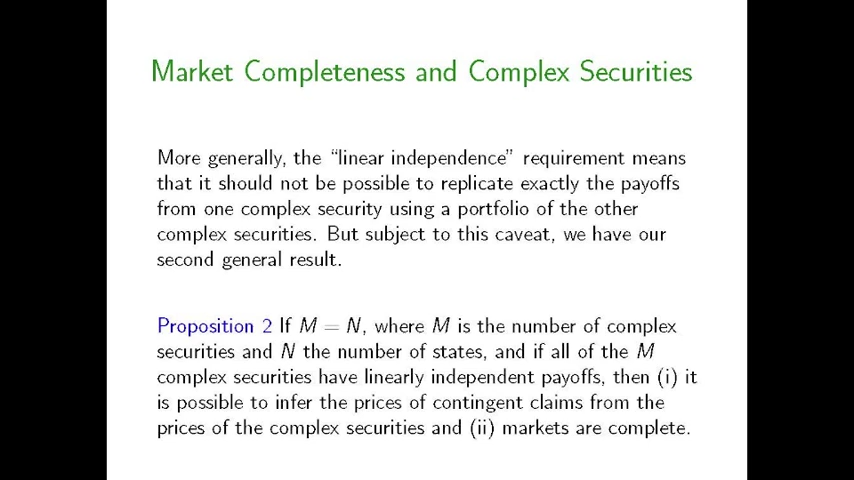 Market Completeness and Complex Securities
More generally, the “linear independence” requirement means
that it should not be possible to replicate exactly the payoffs
from one complex security using a portfolio of the other
complex securities. But subject to this caveat, we have our
second general result.
Proposition 2 If M = N, where M is the number of complex
securities and N the number of states, and if all of the M
complex securities have linearly independent payoffs, then (i) it
is possible to infer the prices of contingent claims from the
prices of the complex securities and (ii) markets are complete.